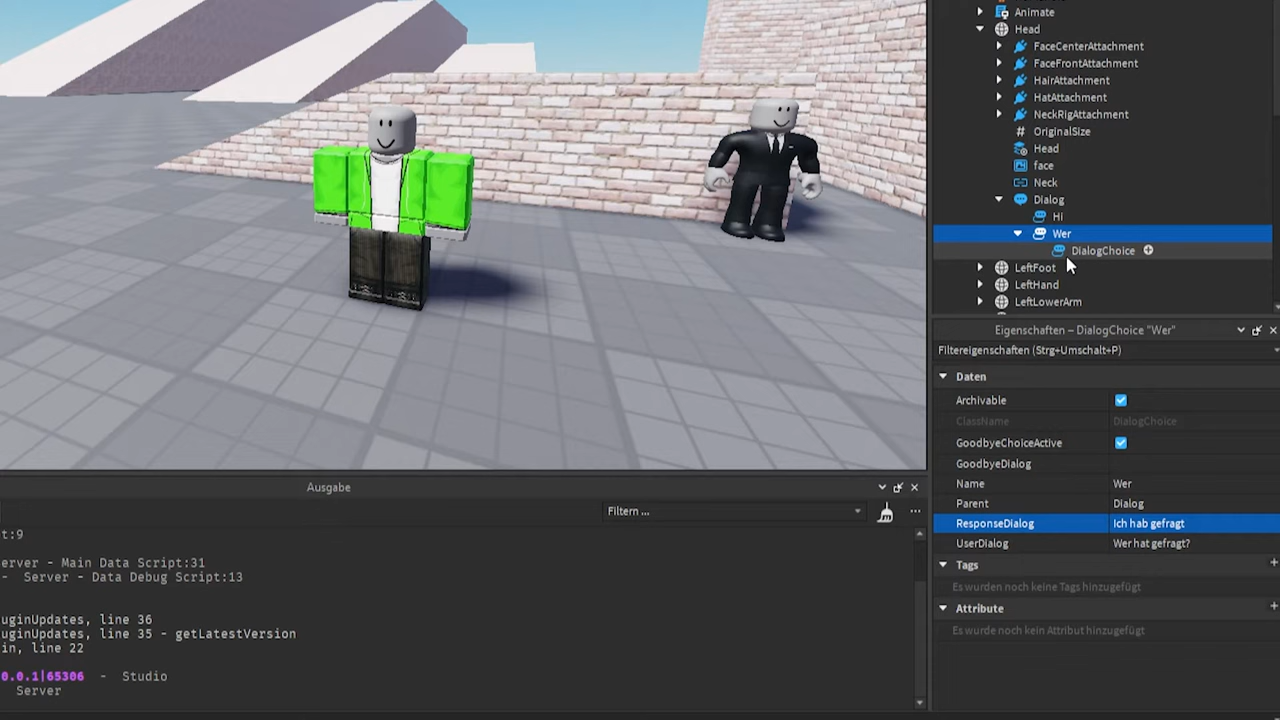 Animate
Head
FaceCenterAttachment
FaceFrontAttachment
HairAttachment
HatAttachment
NeckRigAttachment
OriginalSize
Head
face
Neck
Dialog
Hi
Wer
DialogChoice
LeftFoot
LeftHand
LeftLowerArm
Eigenschaften – DialogChoice "Wer"
Filtereigenschaften (Strg+Umschalt+P)
Daten
Archivable
ClassName DialogChoice
GoodbyeChoiceActive
GoodbyeDialog
Name Wer
Parent Dialog
ResponseDialog Ich hab gefragt
UserDialog Wer hat gefragt?
Tags
Es wurden noch keine Tags hinzugefügt
Attribute
Es wurde noch kein Attribut hinzugefügt
Ausgabe
Filtern ...
t:9
erver - Main Data Script:31
- Server - Data Debug Script:13
uginUpdates, line 36
uginUpdates, line 35 - getLatestVersion
in, line 22
0.0.1|65306 - Studio
Server